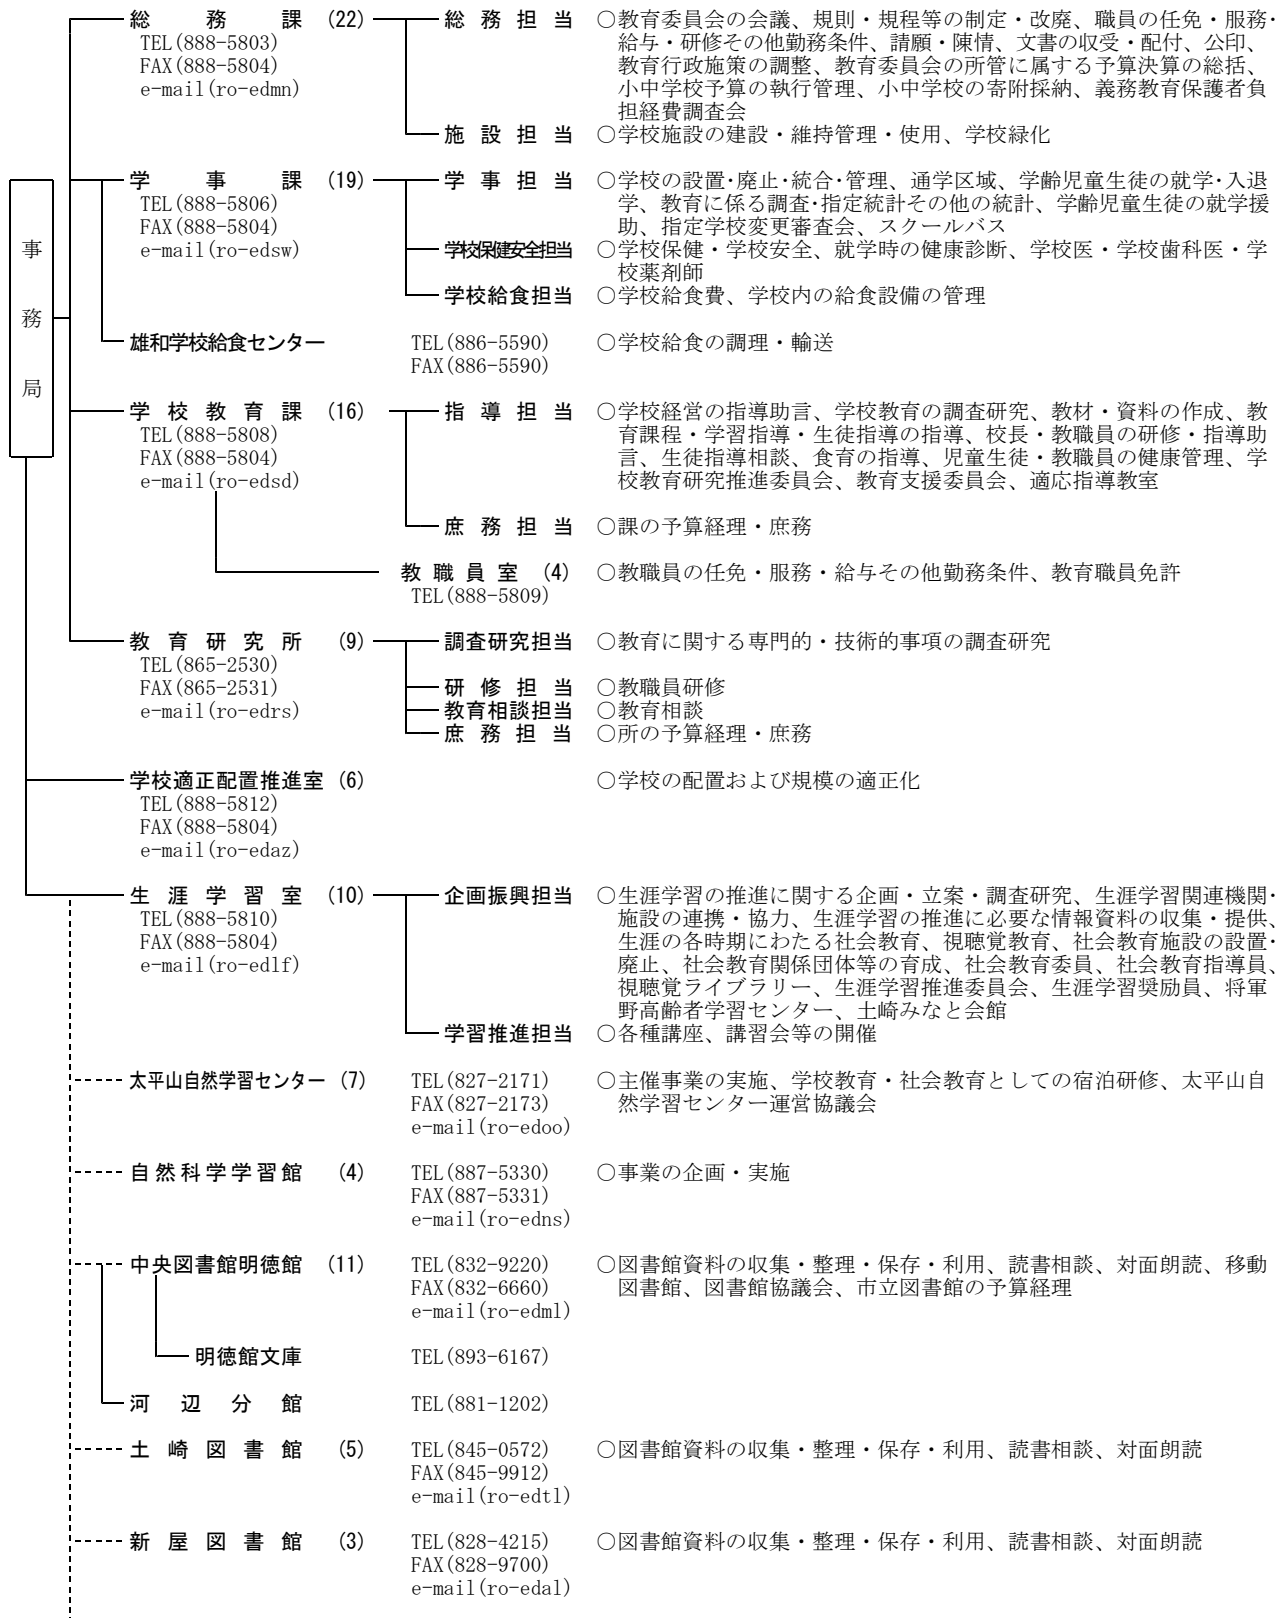 総務課 (22) 総務担当 ○教育委員会の会議、規則・規程等の制定・改廃、職員の任免・服務・
TEL(888-5803) 給与・研修その他勤務条件、請願・陳情、文書の収受・配付、公印、
FAX(888-5804) 教育行政施策の調整、教育委員会の所管に属する予算決算の総括、
e-mail(ro-edmn) 小中学校予算の執行管理、小中学校の寄附採納、義務教育保護者負
担経費調査会
施設担当 ○学校施設の建設・維持管理・使用、学校緑化
事務局
学事課 (19) 学事担当 ○学校の設置・廃止・統合・管理、通学区域、学齢児童生徒の就学・入退
TEL(888-5806) 学、教育に係る調査・指定統計その他の統計、学齢児童生徒の就学援
FAX(888-5804) 助、指定学校変更審査会、スクールバス
e-mail(ro-edsw) 学校保健安全担当 ○学校保健・学校安全、就学時の健康診断、学校医・学校歯科医・学
校薬剤師
学校給食担当 ○学校給食費、学校内の給食設備の管理
雄和学校給食センター TEL(886-5590) ○学校給食の調理・輸送
FAX(886-5590)
学校教育課 (16) 指導担当 ○学校経営の指導助言、学校教育の調査研究、教材・資料の作成、教
TEL(888-5808) 育課程・学習指導・生徒指導の指導、校長・教職員の研修・指導助
FAX(888-5804) 言、生徒指導相談、食育の指導、児童生徒・教職員の健康管理、学
e-mail(ro-edsd) 校教育研究推進委員会、教育支援委員会、適応指導教室
庶務担当 ○課の予算経理・庶務
教職員室 (4) ○教職員の任免・服務・給与その他勤務条件、教育職員免許
TEL(888-5809)
教育研究所 (9) 調査研究担当 ○教育に関する専門的・技術的事項の調査研究
TEL(865-2530)
FAX(865-2531) 研修担当 ○教職員研修
e-mail(ro-edrs) 教育相談担当 ○教育相談
庶務担当 ○所の予算経理・庶務
学校適正配置推進室 (6) ○学校の配置および規模の適正化
TEL(888-5812)
FAX(888-5804)
e-mail(ro-edaz)
生涯学習室 (10) 企画振興担当 ○生涯学習の推進に関する企画・立案・調査研究、生涯学習関連機関・
TEL(888-5810) 施設の連携・協力、生涯学習の推進に必要な情報資料の収集・提供、
FAX(888-5804) 生涯の各時期にわたる社会教育、視聴覚教育、社会教育施設の設置・
e-mail(ro-edlf) 廃止、社会教育関係団体等の育成、社会教育委員、社会教育指導員、
視聴覚ライブラリー、生涯学習推進委員会、生涯学習奨励員、将軍
野高齢者学習センター、土崎みなと会館
学習推進担当 ○各種講座、講習会等の開催
太平山自然学習センター (7) TEL(827-2171) ○主催事業の実施、学校教育・社会教育としての宿泊研修、太平山自
FAX(827-2173) 然学習センター運営協議会
e-mail(ro-edoo)
自然科学学習館 (4) TEL(887-5330) ○事業の企画・実施
FAX(887-5331)
e-mail(ro-edns)
中央図書館明徳館 (11) TEL(832-9220) ○図書館資料の収集・整理・保存・利用、読書相談、対面朗読、移動
FAX(832-6660) 図書館、図書館協議会、市立図書館の予算経理
e-mail(ro-edml)
明徳館文庫 TEL(893-6167)
河辺分館 TEL(881-1202)
土崎図書館 (5) TEL(845-0572) ○図書館資料の収集・整理・保存・利用、読書相談、対面朗読
FAX(845-9912)
e-mail(ro-edtl)
新屋図書館 (3) TEL(828-4215) ○図書館資料の収集・整理・保存・利用、読書相談、対面朗読
FAX(828-9700)
e-mail(ro-edal)